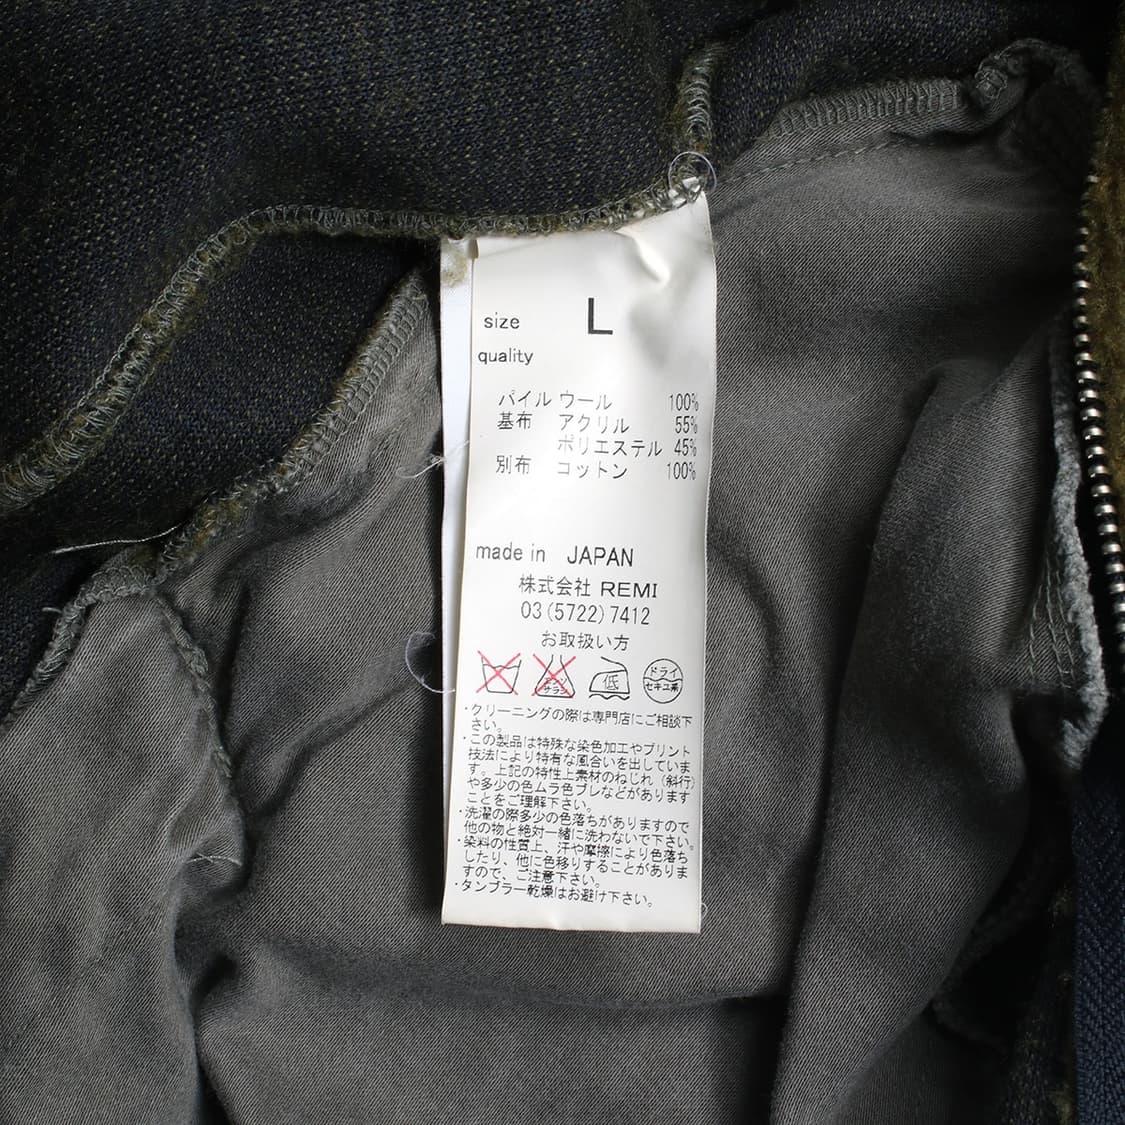 size L
quality
パイル ウール 100%
基布 アクリル 55%
ポリエステル 45%
別布 コットン 100%
made in JAPAN
株式会社 REMI
03(5722)7412
お取扱い方
エンソ サラシ 低 ドライ セキユ系
・クリーニングの際は専門店にご相談下
さい。
・この製品は特殊な染色加工やプリント
技法により特有な風合いを出していま
す。上記の特性上素材のねじれ（斜行）
や多少の色ムラ色ブレなどがあります
ことをご理解下さい。
・洗濯の際多少の色落ちがありますので
他の物と絶対一緒に洗わないで下さい。
・染料の性質上、汗や摩擦により色落ち
したり、他に色移りすることがありま
すので、ご注意下さい。
・タンブラー乾燥はお避け下さい。